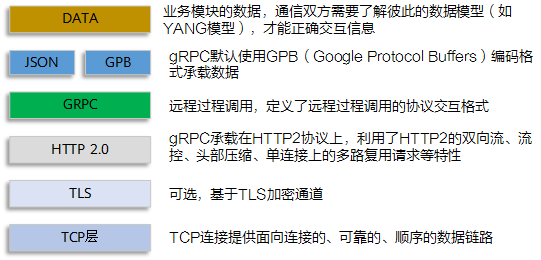 DATA
业务模块的数据，通信双方需要了解彼此的数据模型（如
YANG模型），才能正确交互信息
JSON
GPB
gRPC默认使用GPB（Google Protocol Buffers）编码格
式承载数据
GRPC
远程过程调用，定义了远程过程调用的协议交互格式
HTTP 2.0
gRPC承载在HTTP2协议上，利用了HTTP2的双向流、流
控、头部压缩、单连接上的多路复用请求等特性
TLS
可选，基于TLS加密通道
TCP层
TCP连接提供面向连接的、可靠的、顺序的数据链路